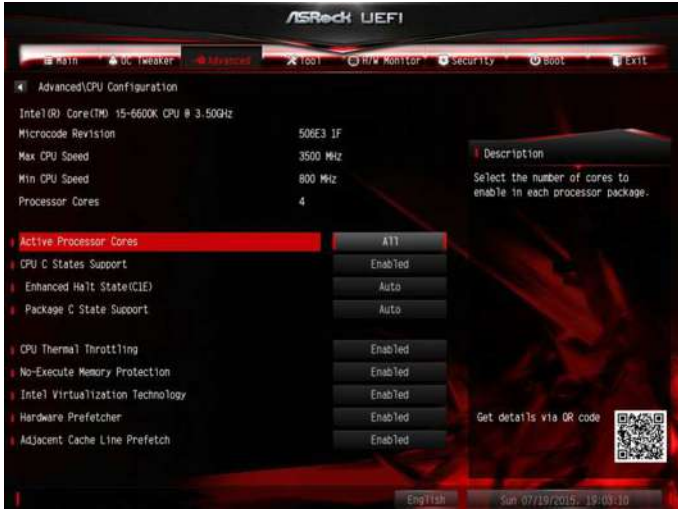 ASRock UEFI
Main OC Tweaker Advanced Tool H/W Monitor Security Boot Exit
Advanced\CPU Configuration
Intel(R) Core(TM) i5-6600K CPU @ 3.50GHz
Microcode Revision 506E3 1F
Max CPU Speed 3500 MHz
Min CPU Speed 800 MHz
Processor Cores 4
Description
Select the number of cores to
enable in each processor package.
Active Processor Cores All
CPU C States Support Enabled
Enhanced Halt State(C1E) Auto
Package C State Support Auto
CPU Thermal Throttling Enabled
No-Execute Memory Protection Enabled
Intel Virtualization Technology Enabled
Hardware Prefetcher Enabled
Adjacent Cache Line Prefetch Enabled
Get details via QR code
English Sun 07/19/2015, 19:03:10